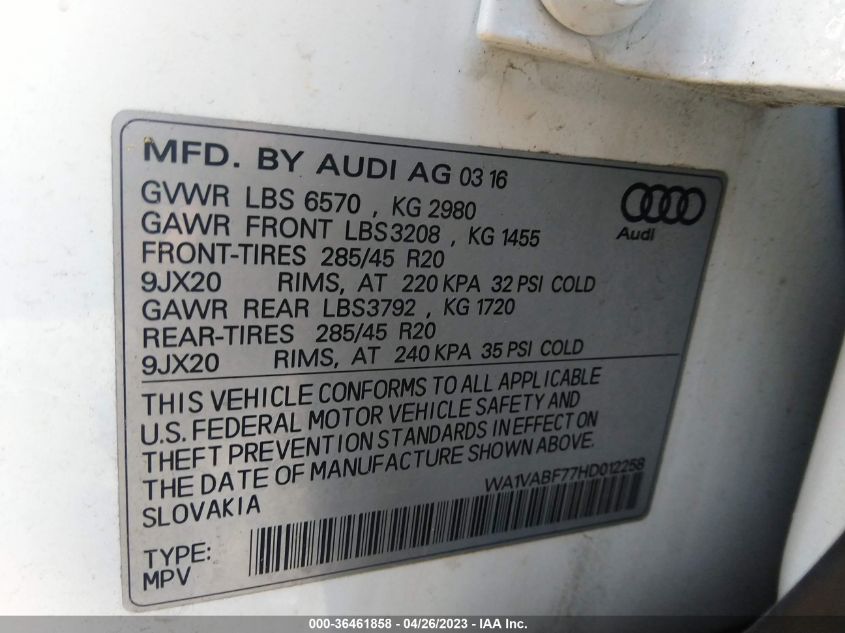 MFD. BY AUDI AG 03 16
GVWR LBS 6570 , KG 2980
GAWR FRONT LBS3208 , KG 1455
FRONT-TIRES 285/45 R20
9JX20 RIMS, AT 220 KPA 32 PSI COLD
GAWR REAR LBS3792 , KG 1720
REAR-TIRES 285/45 R20
9JX20 RIMS, AT 240 KPA 35 PSI COLD
Audi
THIS VEHICLE CONFORMS TO ALL APPLICABLE
U.S. FEDERAL MOTOR VEHICLE SAFETY AND
THEFT PREVENTION STANDARDS IN EFFECT ON
THE DATE OF MANUFACTURE SHOWN ABOVE.
SLOVAKIA
WA1VABF77HD012258
TYPE:
MPV
000-36461858 - 04/26/2023 - IAA Inc.